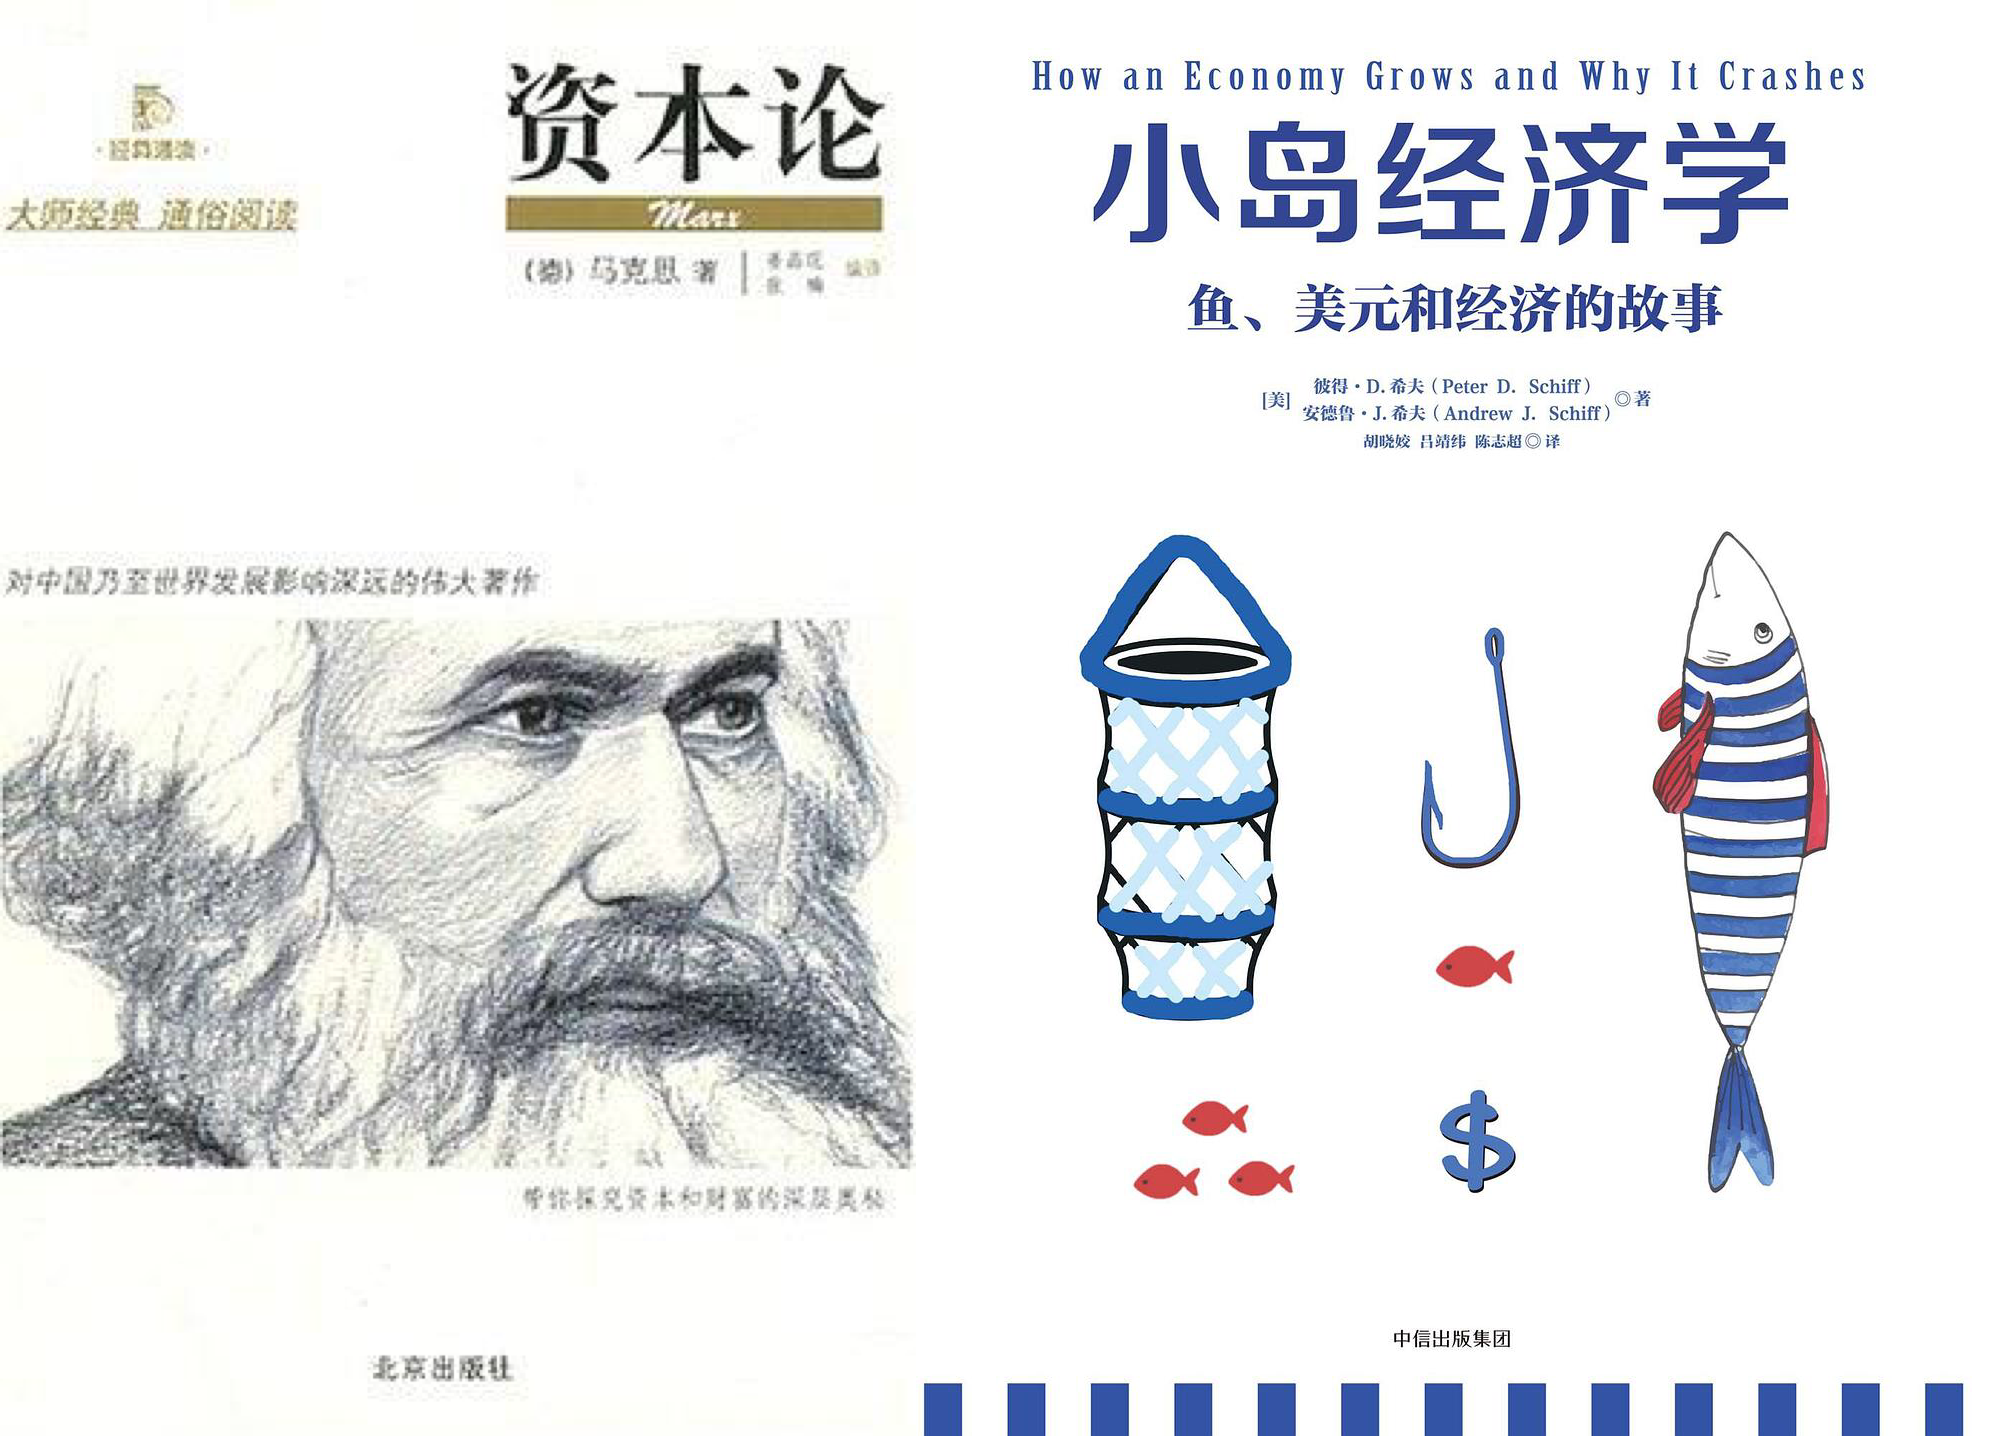 经典通读
大师经典 通俗阅读
资本论
Marx
(德) 马克思 著
编译
对中国乃至世界发展影响深远的伟大著作
带你探究资本和财富的深层奥秘
北京出版社
How an Economy Grows and Why It Crashes
小岛经济学
鱼、美元和经济的故事
[美]
彼得·D. 希夫（Peter D. Schiff）
安德鲁·J. 希夫（Andrew J. Schiff）
◎著
胡晓姣 吕靖纬 陈志超◎译
$
中信出版集团